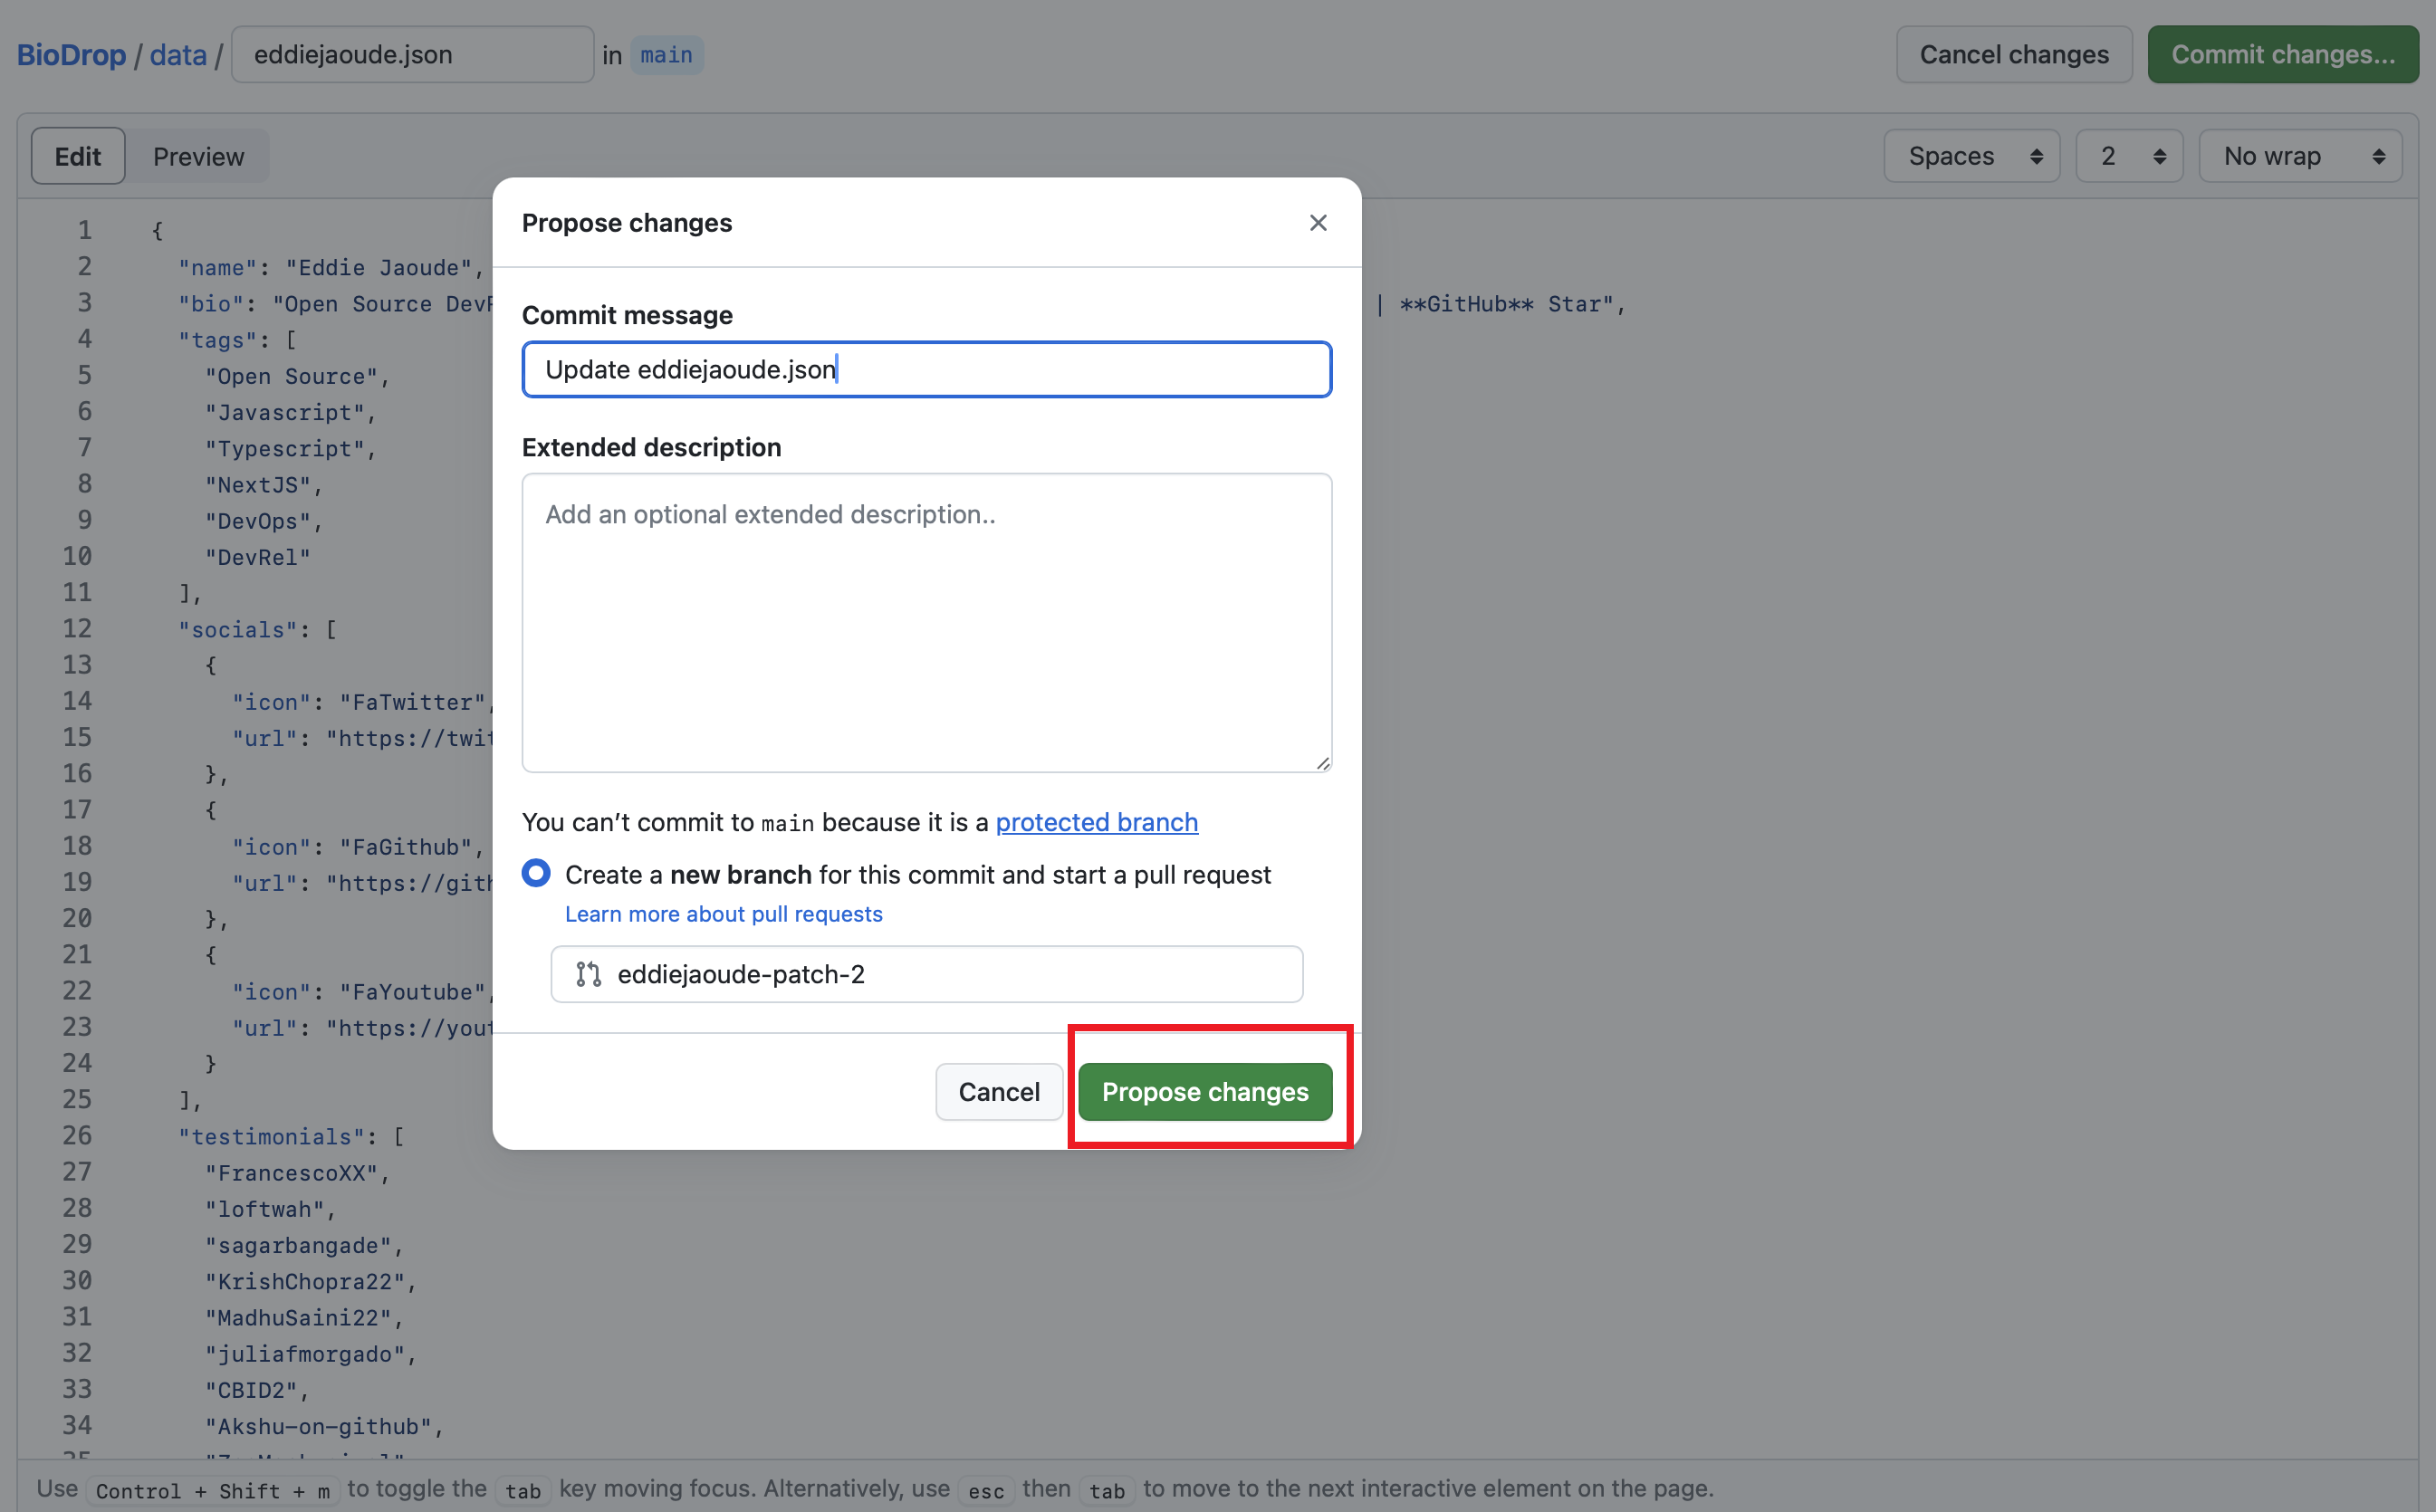 BioDrop / data / eddiejaoude.json in main
Cancel changes
Commit changes...
Edit
Preview
Spaces
2
No wrap
1 {
2 "name": "Eddie Jaoude",
3 "bio": "Open Source Dev | **GitHub** Star",
4 "tags": [
5 "Open Source",
6 "Javascript",
7 "Typescript",
8 "NextJS",
9 "DevOps",
10 "DevRel"
11 ],
12 "socials": [
13 {
14 "icon": "FaTwitter",
15 "url": "https://twit
16 },
17 {
18 "icon": "FaGithub",
19 "url": "https://gith
20 },
21 {
22 "icon": "FaYoutube",
23 "url": "https://yout
24 }
25 ],
26 "testimonials": [
27 "FrancescoXX",
28 "loftwah",
29 "sagarbangade",
30 "KrishChopra22",
31 "MadhuSaini22",
32 "juliafmorgado",
33 "CBID2",
34 "Akshu-on-github",
35
Propose changes
Commit message
Update eddiejaoude.json
Extended description
Add an optional extended description..
You can’t commit to main because it is a protected branch
Create a new branch for this commit and start a pull request
Learn more about pull requests
eddiejaoude-patch-2
Cancel
Propose changes
Use Control + Shift + m to toggle the tab key moving focus. Alternatively, use esc then tab to move to the next interactive element on the page.